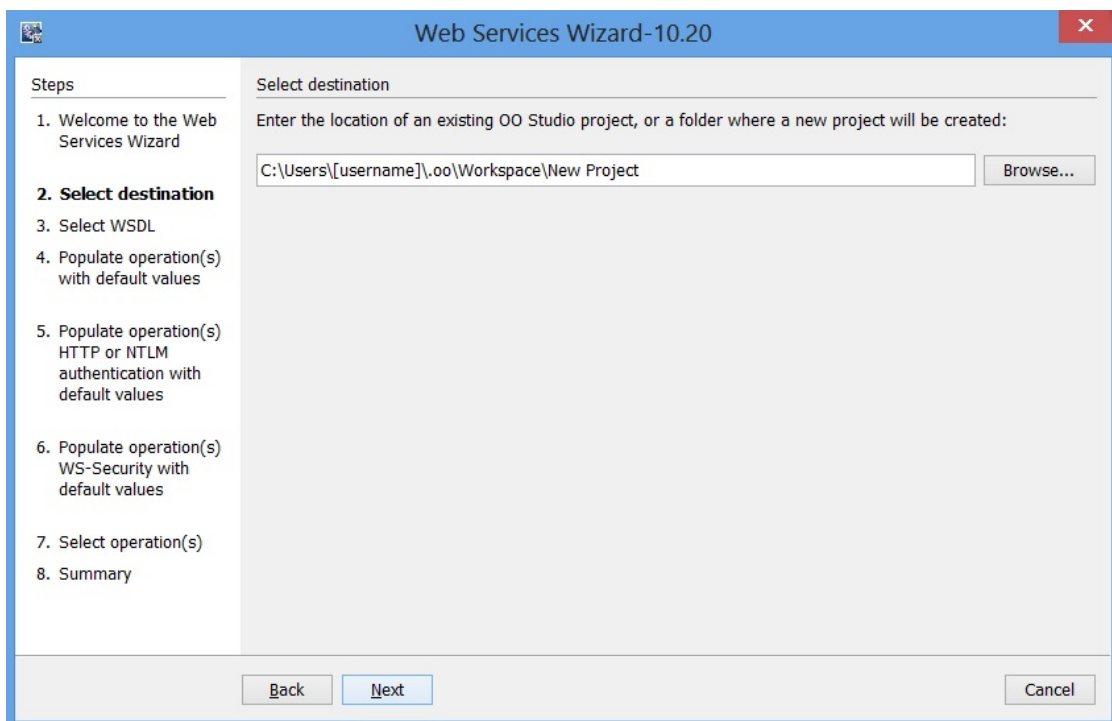 Web Services Wizard-10.20
Steps
1. Welcome to the Web
Services Wizard
2. Select destination
3. Select WSDL
4. Populate operation(s)
with default values
5. Populate operation(s)
HTTP or NTLM
authentication with
default values
6. Populate operation(s)
WS-Security with
default values
7. Select operation(s)
8. Summary
Select destination
Enter the location of an existing OO Studio project, or a folder where a new project will be created:
C:\Users\[username]\.oo\Workspace\New Project
Browse...
Back
Next
Cancel